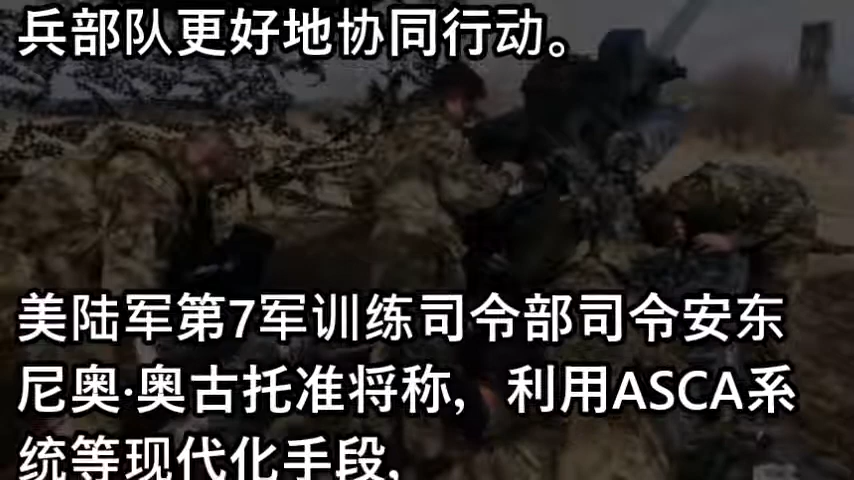 兵部队更好地协同行动。
美陆军第7军训练司令部司令安东
尼奥·奥古托准将称，利用ASCA系
统等现代化手段，